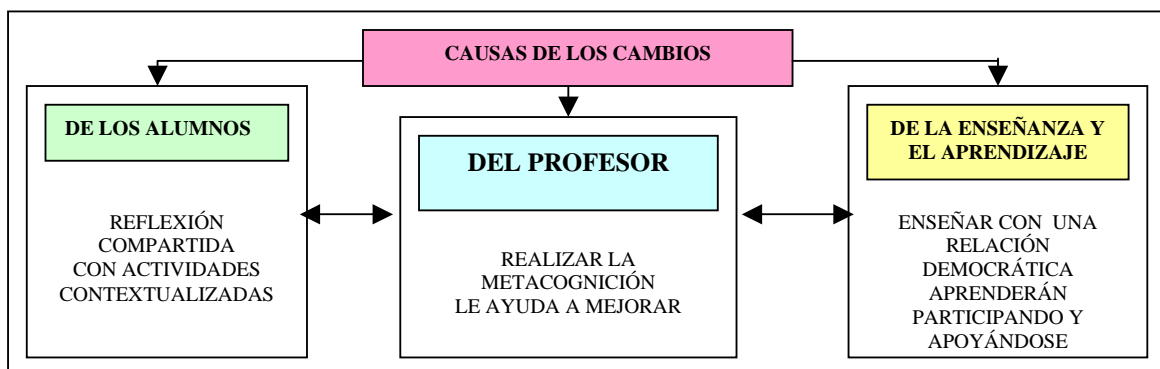 CAUSAS DE LOS CAMBIOS
DE LOS ALUMNOS
REFLEXIÓN
COMPARTIDA
CON ACTIVIDADES
CONTEXTUALIZADAS
DEL PROFESOR
REALIZAR LA
METACOGNICIÓN
LE AYUDA A MEJORAR
DE LA ENSEÑANZA Y
EL APRENDIZAJE
ENSEÑAR CON UNA
RELACIÓN
DEMOCRÁTICA
APRENDERÁN
PARTICIPANDO Y
APOYÁNDOSE